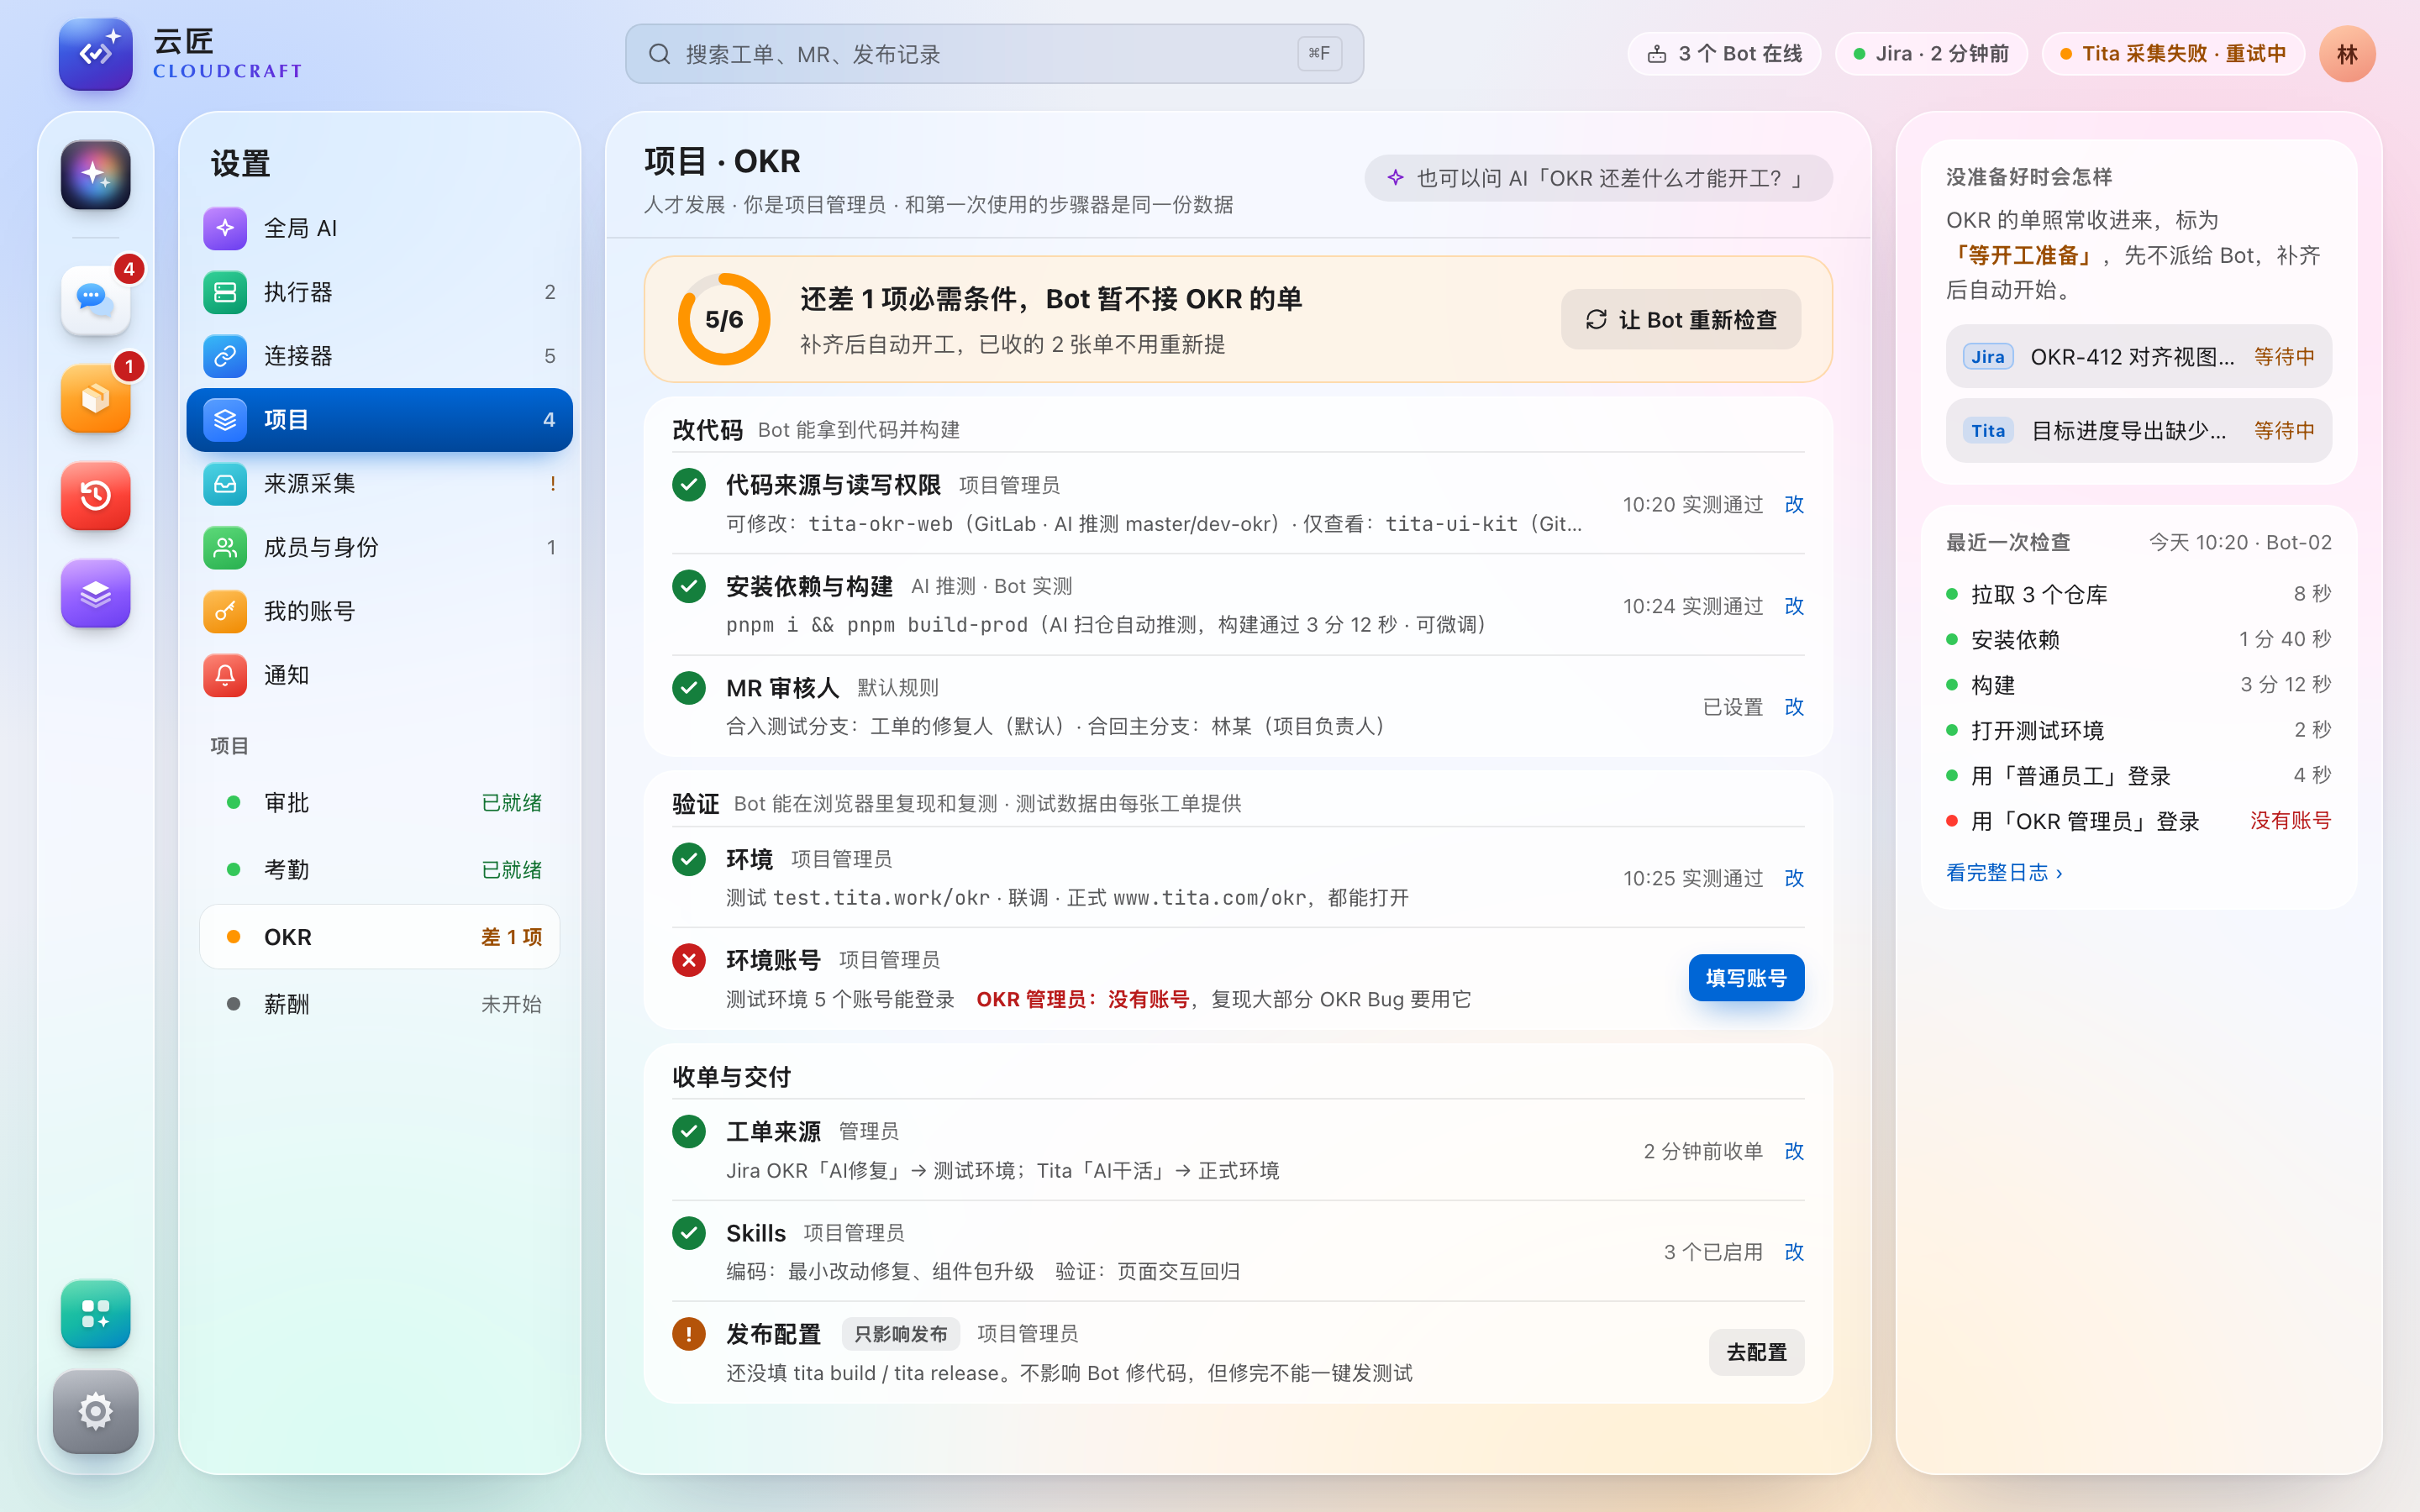 云匠
CLOUDCRAFT
搜索工单、MR、发布记录
⌘F
3 个 Bot 在线
Jira · 2 分钟前
Tita 采集失败 · 重试中
林
4
1
设置
全局 AI
执行器 2
连接器 5
项目 4
来源采集 !
成员与身份 1
我的账号
通知
项目
审批 已就绪
考勤 已就绪
OKR 差 1 项
薪酬 未开始
项目 · OKR
人才发展 · 你是项目管理员 · 和第一次使用的步骤器是同一份数据
也可以问 AI「OKR 还差什么才能开工？」
5/6
还差 1 项必需条件，Bot 暂不接 OKR 的单
补齐后自动开工，已收的 2 张单不用重新提
让 Bot 重新检查
改代码 Bot 能拿到代码并构建
代码来源与读写权限 项目管理员
可修改：tita-okr-web（GitLab · AI 推测 master/dev-okr）· 仅查看：tita-ui-kit（Git...
10:20 实测通过 改
安装依赖与构建 AI 推测 · Bot 实测
pnpm i && pnpm build-prod（AI 扫仓自动推测，构建通过 3 分 12 秒 · 可微调）
10:24 实测通过 改
MR 审核人 默认规则
合入测试分支：工单的修复人（默认）· 合回主分支：林某（项目负责人）
已设置 改
验证 Bot 能在浏览器里复现和复测 · 测试数据由每张工单提供
环境 项目管理员
测试 test.tita.work/okr · 联调 · 正式 www.tita.com/okr，都能打开
10:25 实测通过 改
环境账号 项目管理员
测试环境 5 个账号能登录 OKR 管理员：没有账号，复现大部分 OKR Bug 要用它
填写账号
收单与交付
工单来源 管理员
Jira OKR「AI修复」→ 测试环境；Tita「AI干活」→ 正式环境
2 分钟前收单 改
Skills 项目管理员
编码：最小改动修复、组件包升级 验证：页面交互回归
3 个已启用 改
! 发布配置 只影响发布 项目管理员
还没填 tita build / tita release。不影响 Bot 修代码，但修完不能一键发测试
去配置
没准备好时会怎样
OKR 的单照常收进来，标为
「等开工准备」，先不派给 Bot，补齐
后自动开始。
Jira OKR-412 对齐视图... 等待中
Tita 目标进度导出缺少... 等待中
最近一次检查 今天 10:20 · Bot-02
拉取 3 个仓库 8 秒
安装依赖 1 分 40 秒
构建 3 分 12 秒
打开测试环境 2 秒
用「普通员工」登录 4 秒
用「OKR 管理员」登录 没有账号
看完整日志 ›